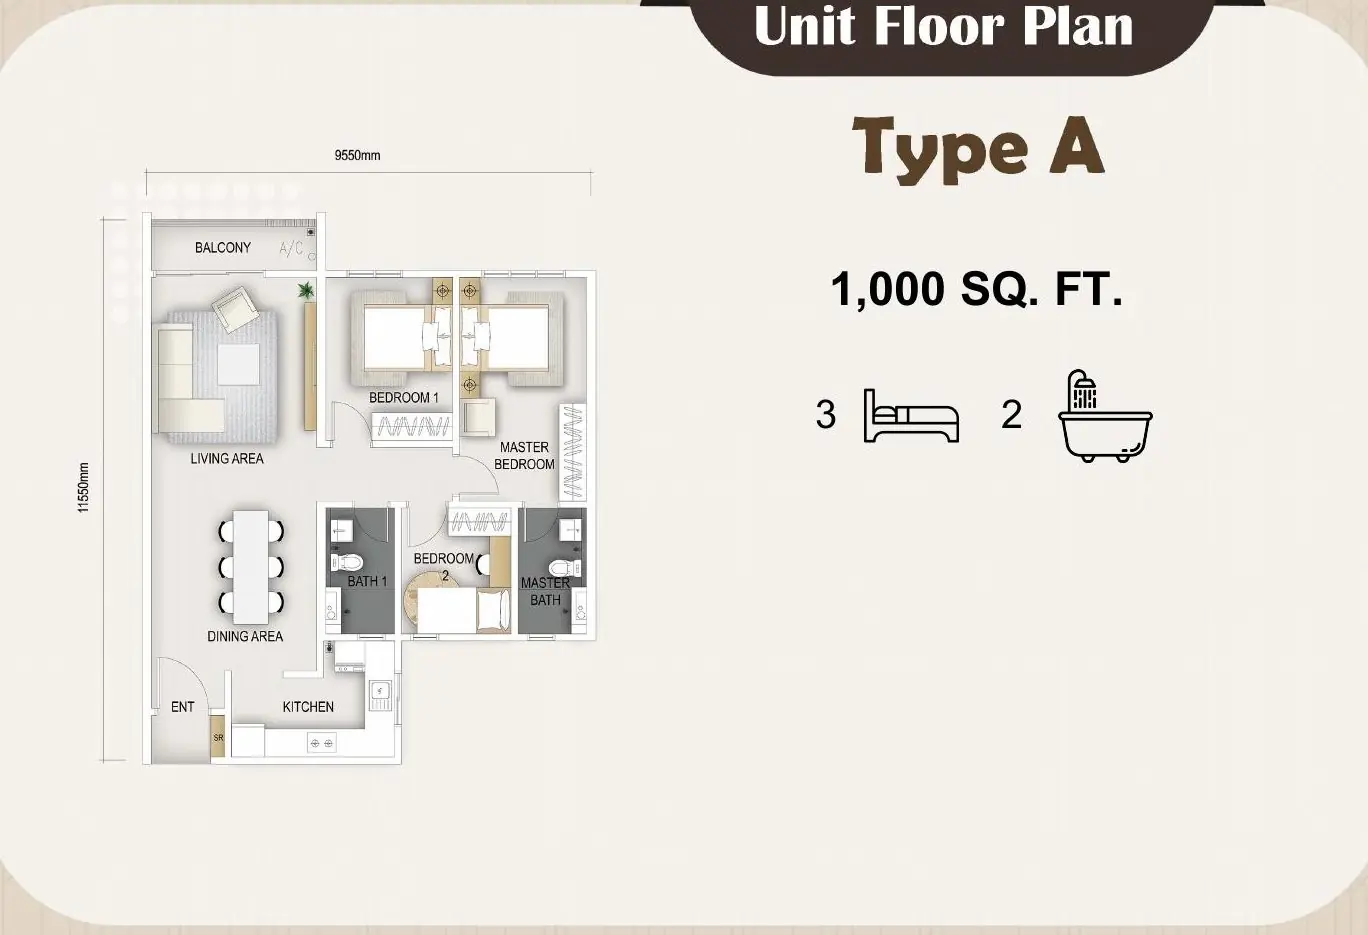 Unit Floor Plan
Type A
1,000 SQ. FT.
3
2
9550mm
11550mm
BALCONY
A/C
LIVING AREA
BEDROOM 1
MASTER
BEDROOM
BATH 1
BEDROOM
2
MASTER
BATH
DINING AREA
ENT
SR
KITCHEN